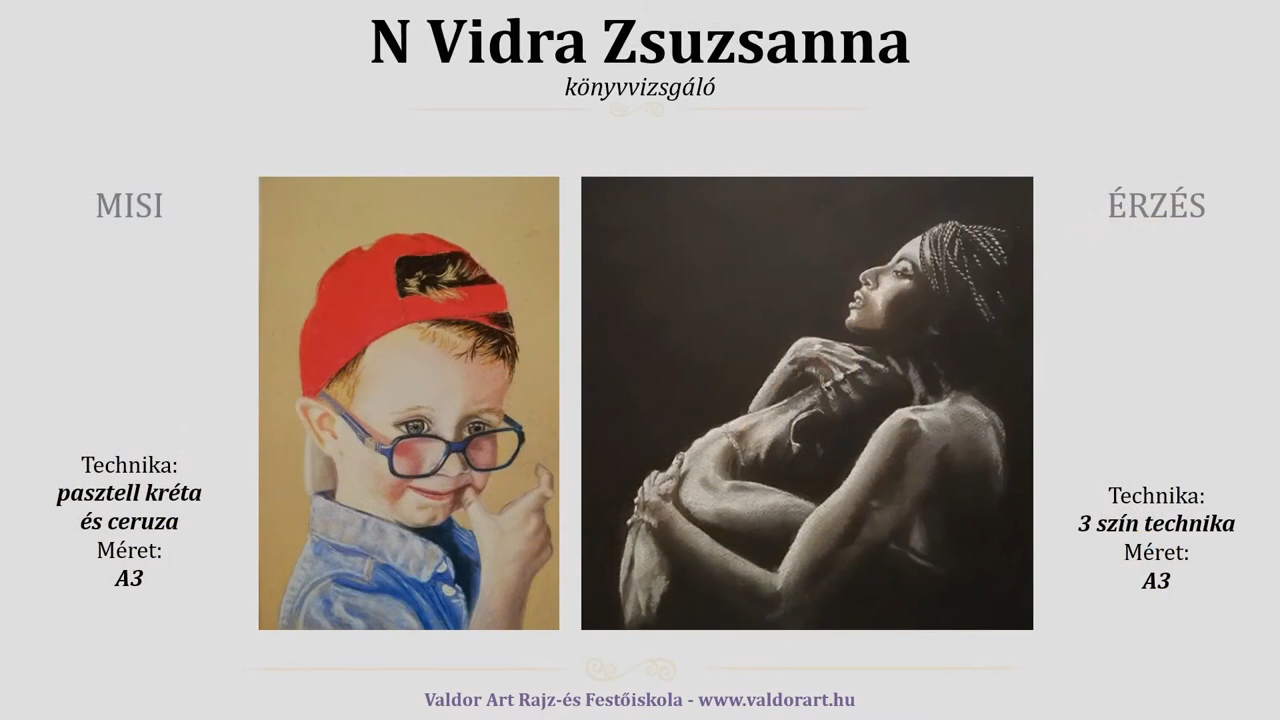 N Vidra Zsuzsanna
könyvvizsgáló
MISI
Technika:
pasztell kréta
és ceruza
Méret:
A3
ÉRZÉS
Technika:
3 szín technika
Méret:
A3
Valdor Art Rajz-és Festőiskola - www.valdorart.hu